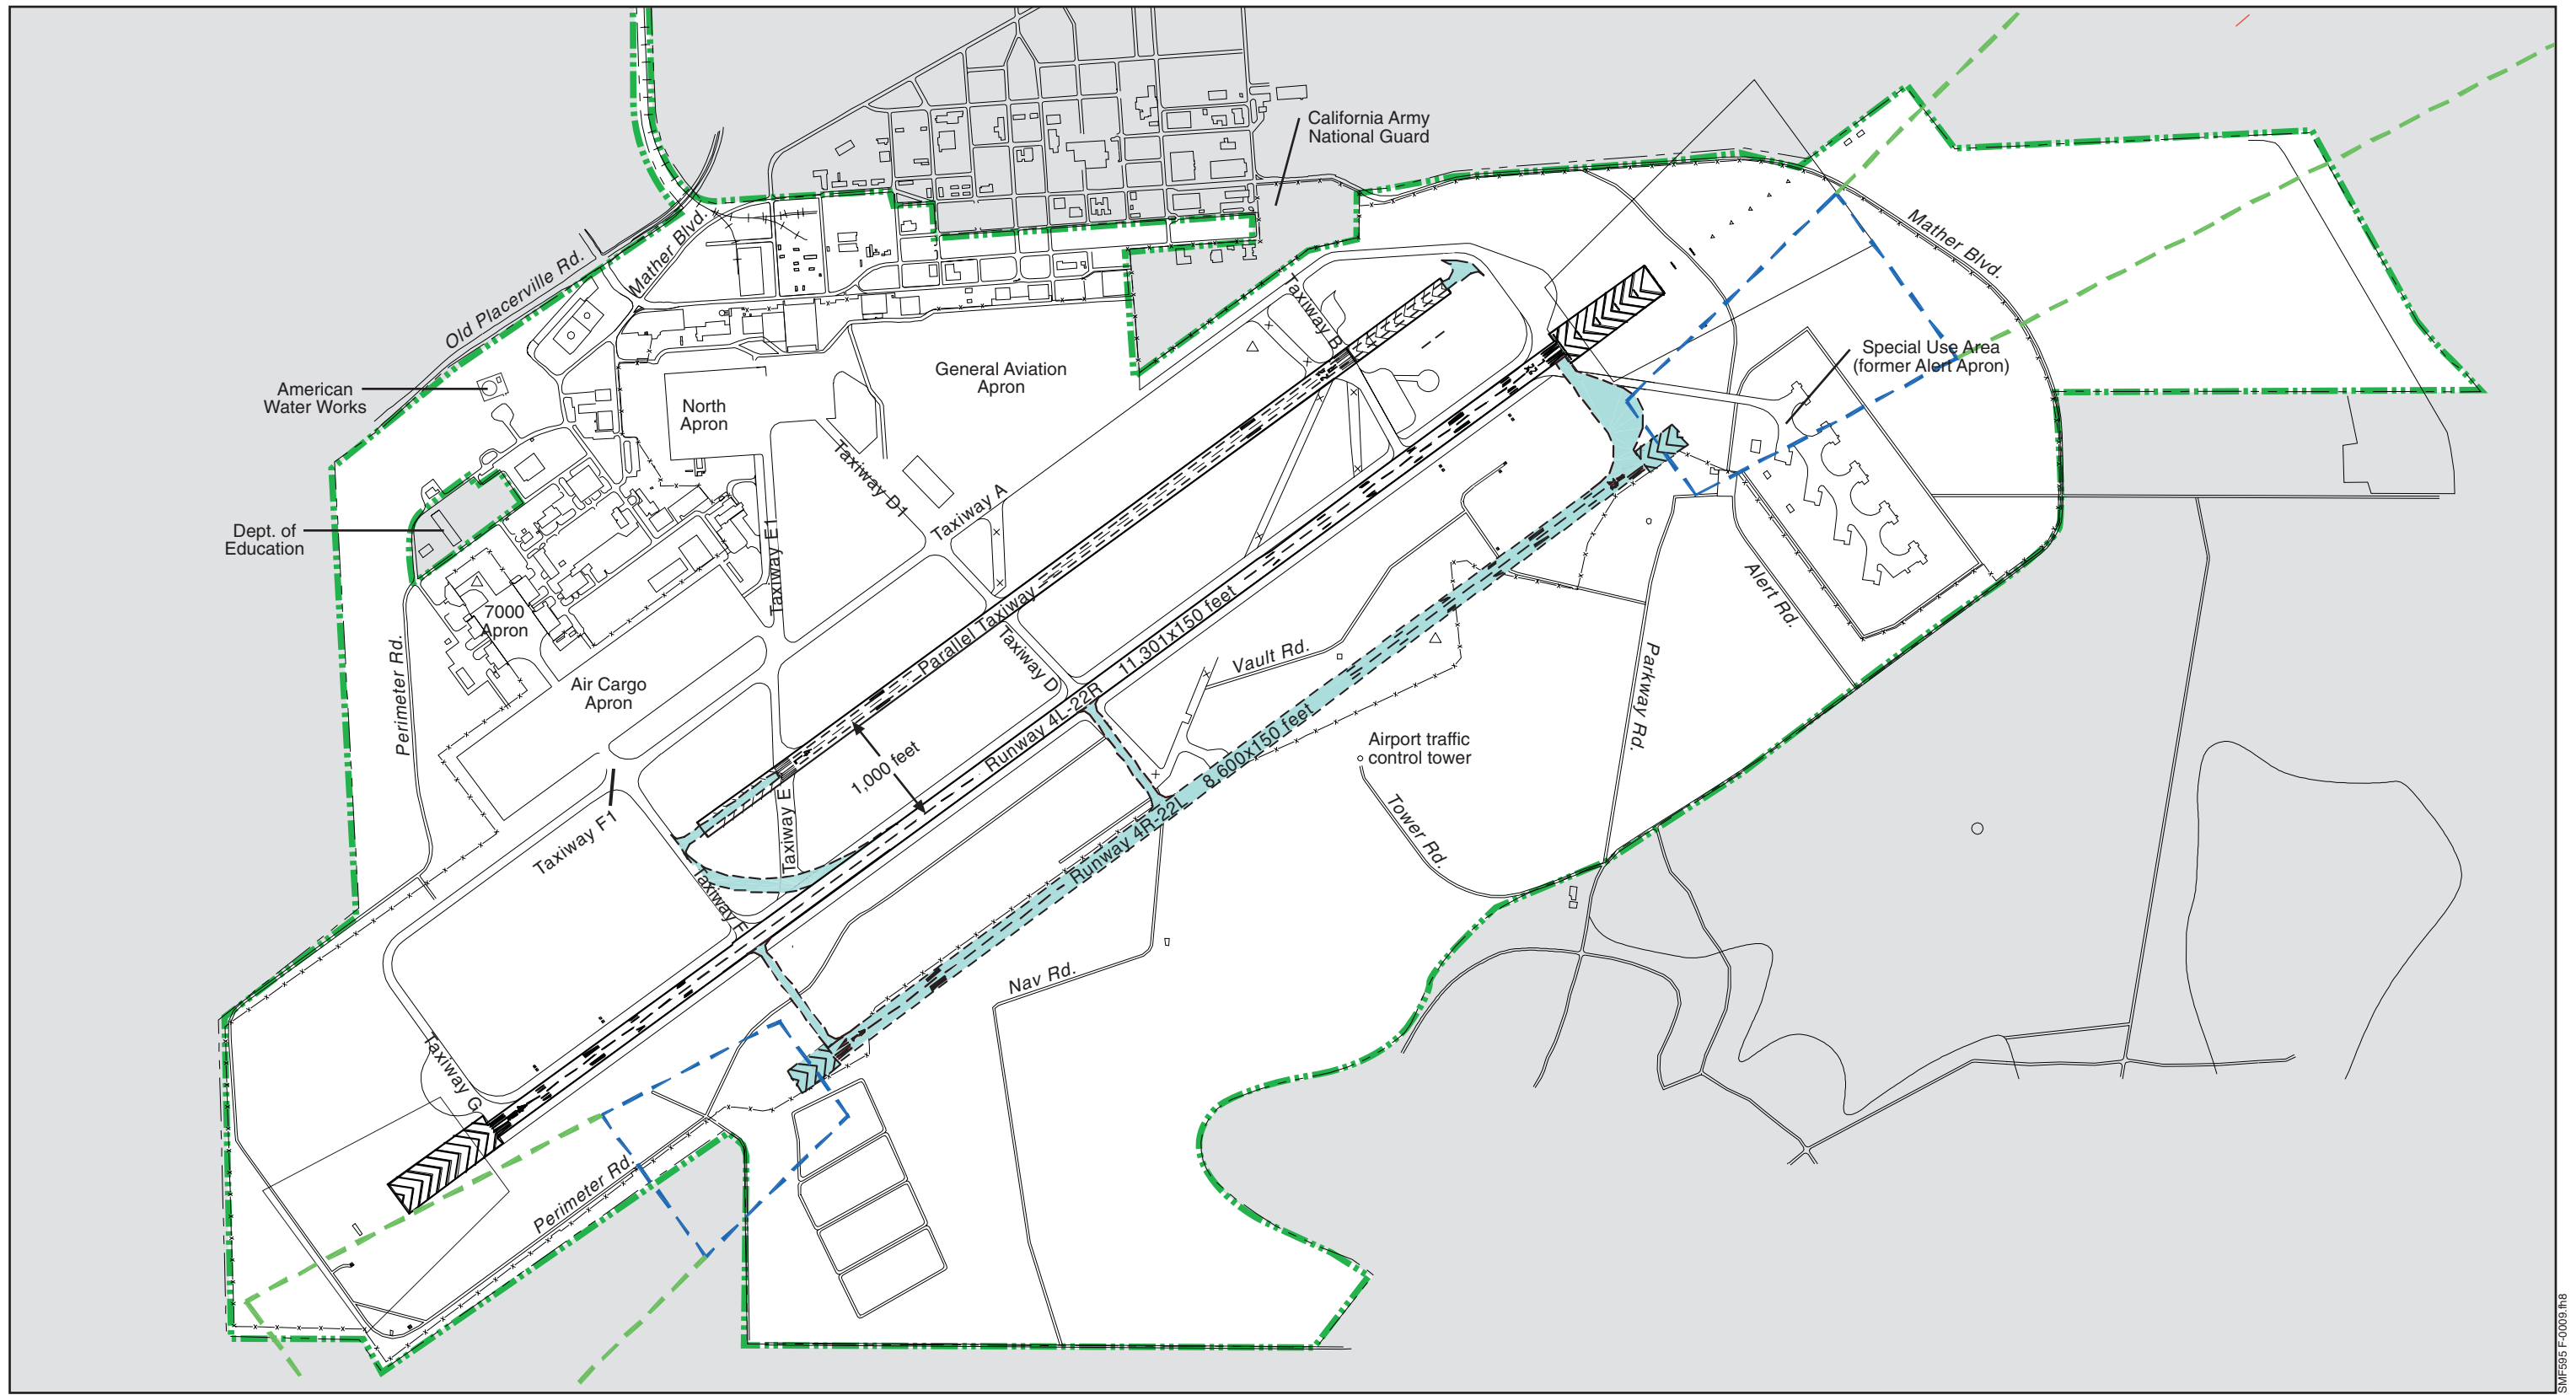 California Army
National Guard
Old Placerville Rd.
Mather Blvd.
Mather Blvd.
Taxiway B
American
Water Works
General Aviation
Apron
North
Apron
Special Use Area
(former Alert Apron)
Taxiway D1
Taxiway A
Dept. of
Education
Taxiway E1
7000
Apron
Perimeter Rd.
Parallel Taxiway
Taxiway D
11,301x150 feet
Runway 4L-22R
Vault Rd.
Alert Rd.
Parkway Rd.
Air Cargo
Apron
1,000 feet
8,600x150 feet
Runway 4R-22L
Airport traffic
control tower
Tower Rd.
Taxiway F1
Taxiway E
Taxiway F
Nav Rd.
Taxiway G
Perimeter Rd.
SMF595 F-0009.fh8